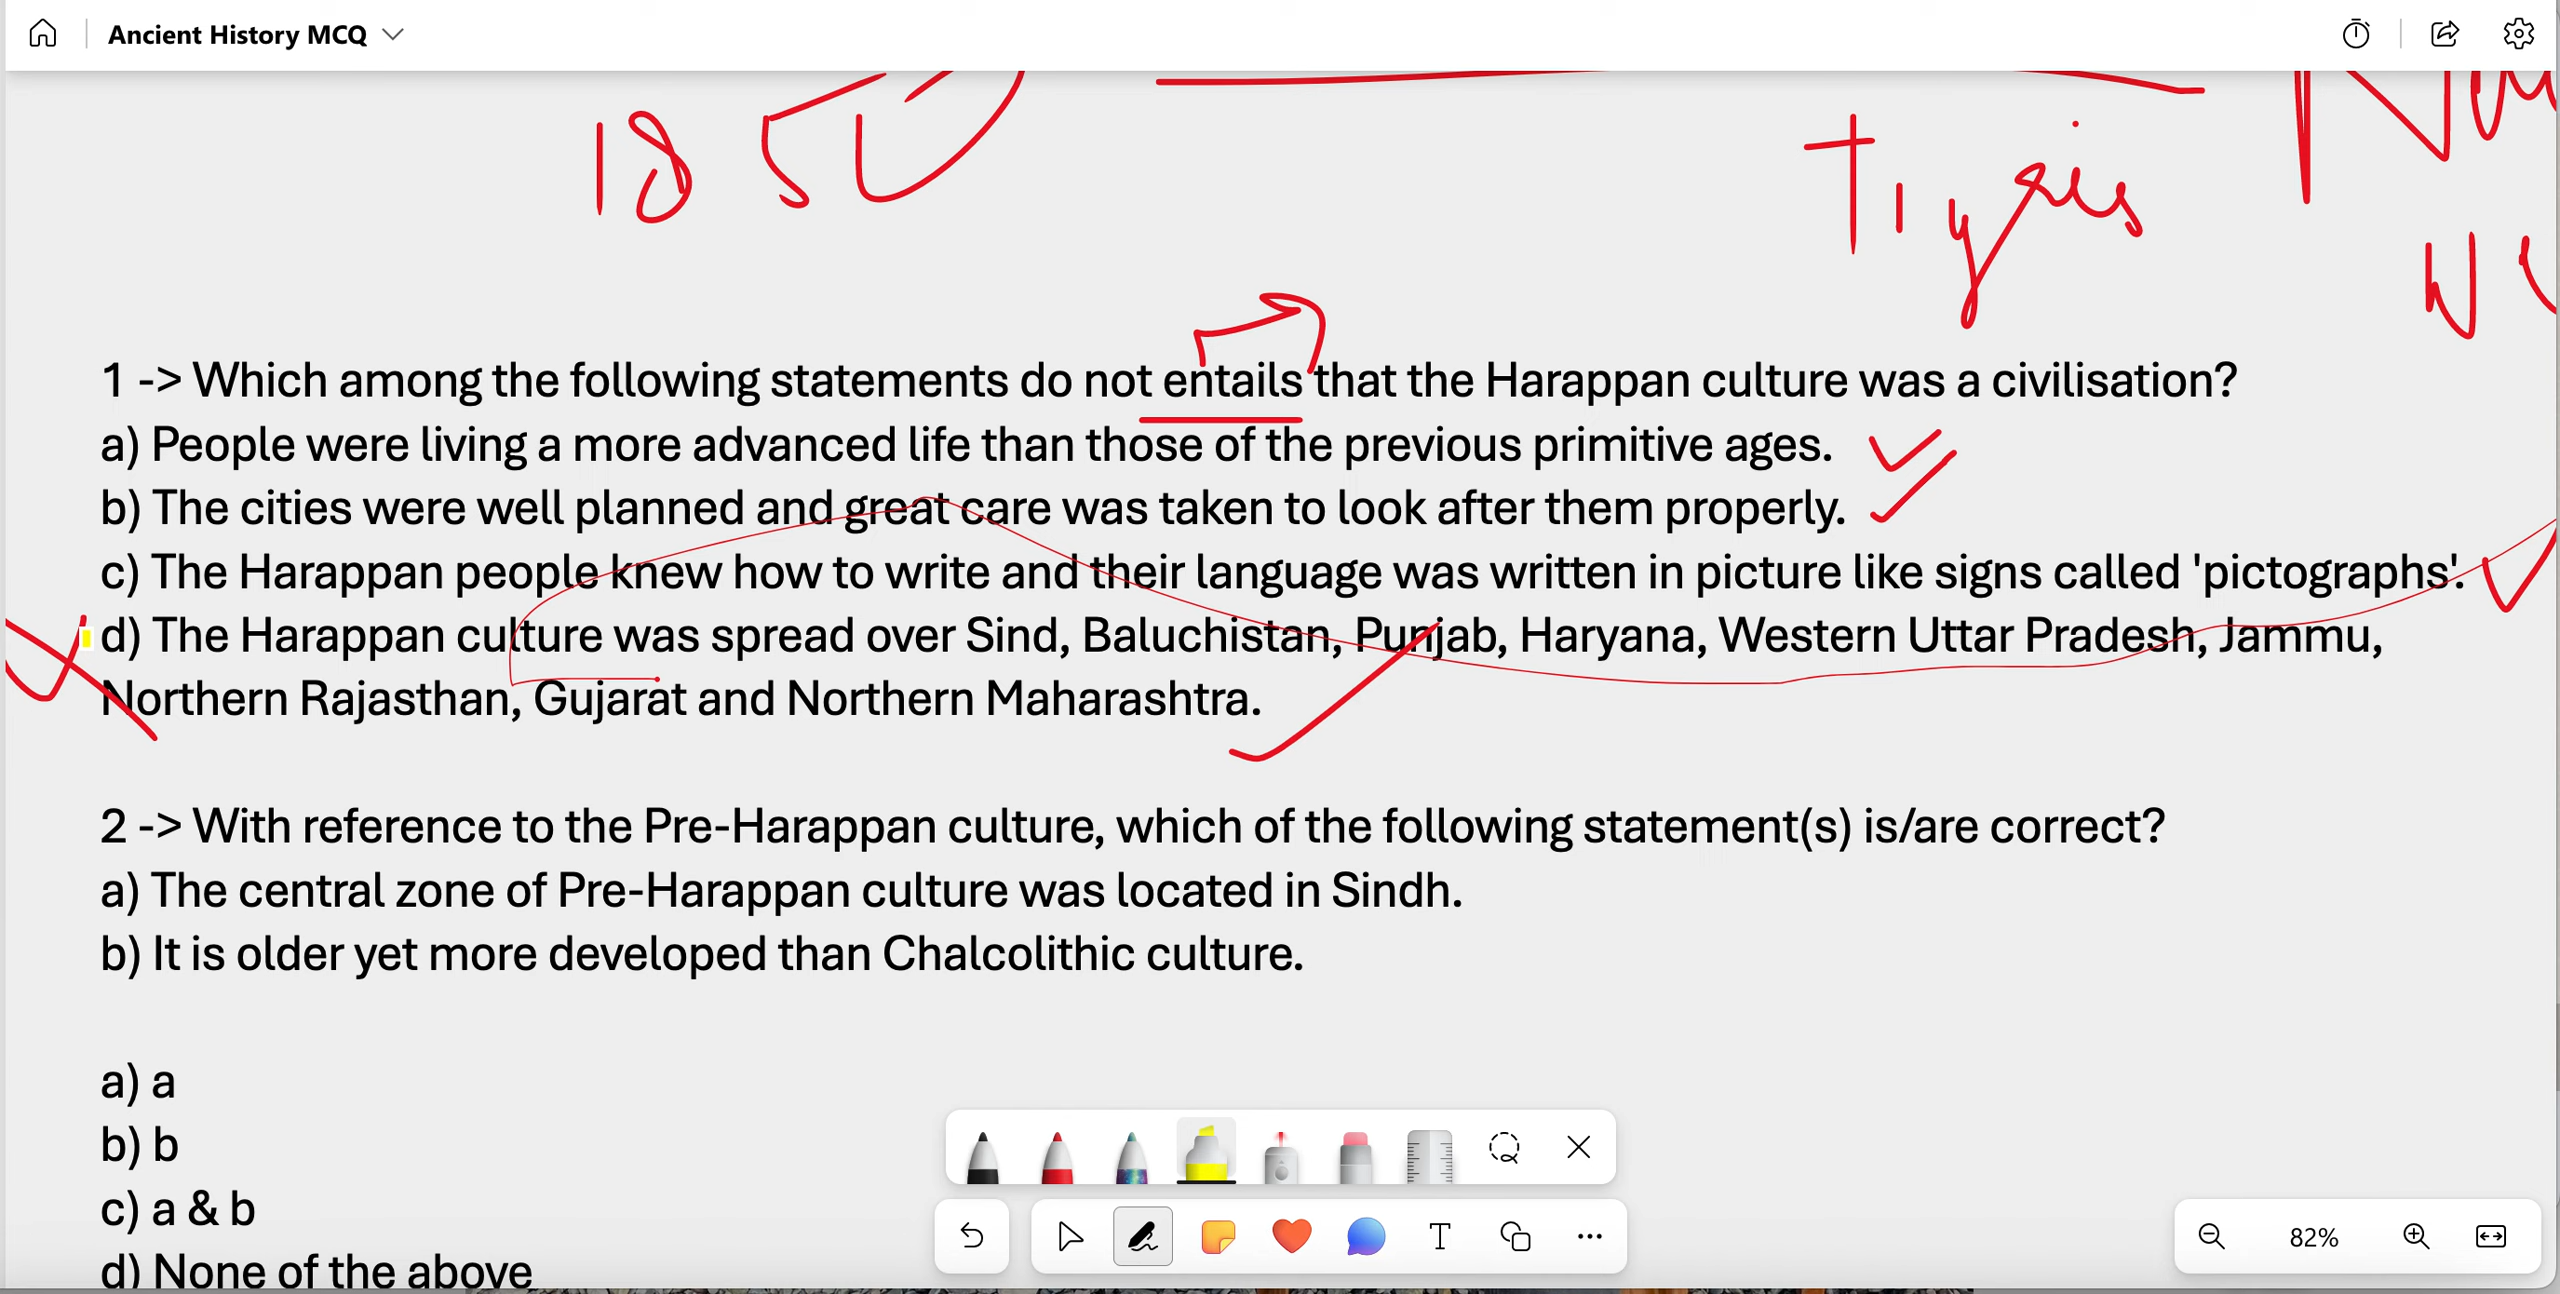 Ancient History MCQ
18 5
Tigris
1 -> Which among the following statements do not entails that the Harappan culture was a civilisation?
a) People were living a more advanced life than those of the previous primitive ages.
b) The cities were well planned and great care was taken to look after them properly.
c) The Harappan people knew how to write and their language was written in picture like signs called 'pictographs'.
d) The Harappan culture was spread over Sind, Baluchistan, Punjab, Haryana, Western Uttar Pradesh, Jammu,
Northern Rajasthan, Gujarat and Northern Maharashtra.
2 -> With reference to the Pre-Harappan culture, which of the following statement(s) is/are correct?
a) The central zone of Pre-Harappan culture was located in Sindh.
b) It is older yet more developed than Chalcolithic culture.
a) a
b) b
c) a & b
d) None of the above
82%